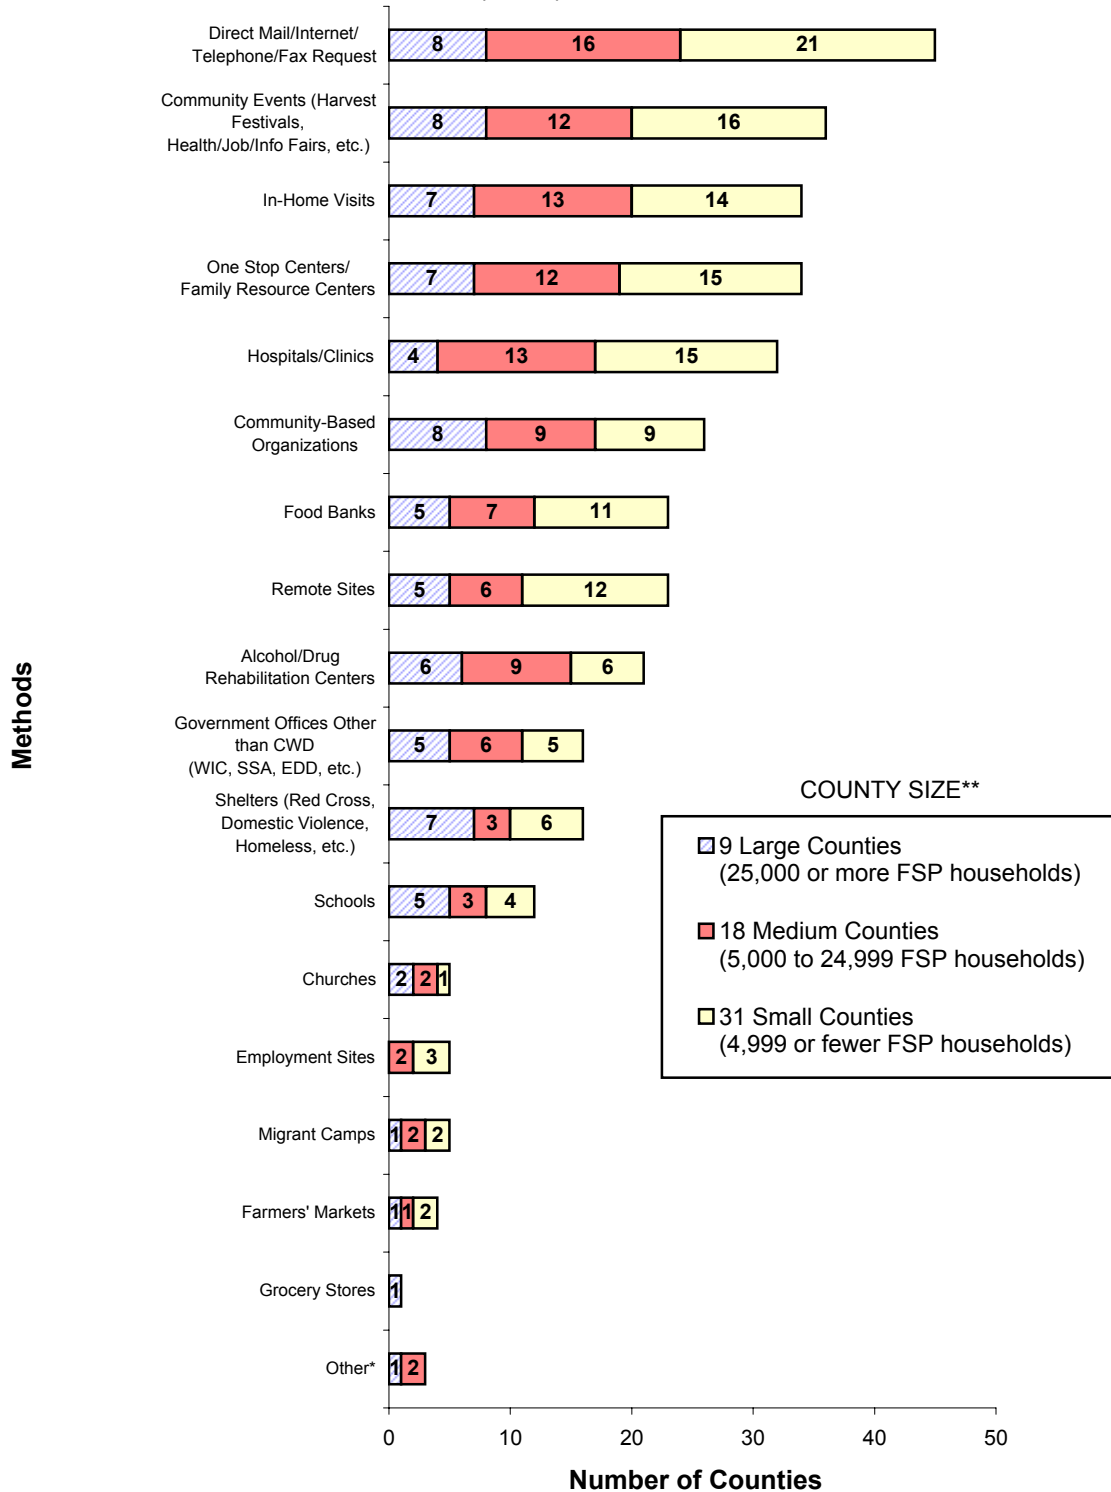 Direct Mail/Internet/
Telephone/Fax Request
8 16 21
Community Events (Harvest
Festivals,
Health/Job/Info Fairs, etc.)
8 12 16
In-Home Visits
7 13 14
One Stop Centers/
Family Resource Centers
7 12 15
Hospitals/Clinics
4 13 15
Community-Based
Organizations
8 9 9
Food Banks
5 7 11
Remote Sites
5 6 12
Alcohol/Drug
Rehabilitation Centers
6 9 6
Government Offices Other
than CWD
(WIC, SSA, EDD, etc.)
5 6 5
Shelters (Red Cross,
Domestic Violence,
Homeless, etc.)
7 3 6
Schools
5 3 4
Churches
2 2 1
Employment Sites
2 3
Migrant Camps
1 2 2
Farmers' Markets
1 1 2
Grocery Stores
1
Other*
1 2
Methods
COUNTY SIZE**
9 Large Counties
(25,000 or more FSP households)
18 Medium Counties
(5,000 to 24,999 FSP households)
31 Small Counties
(4,999 or fewer FSP households)
0 10 20 30 40 50
Number of Counties